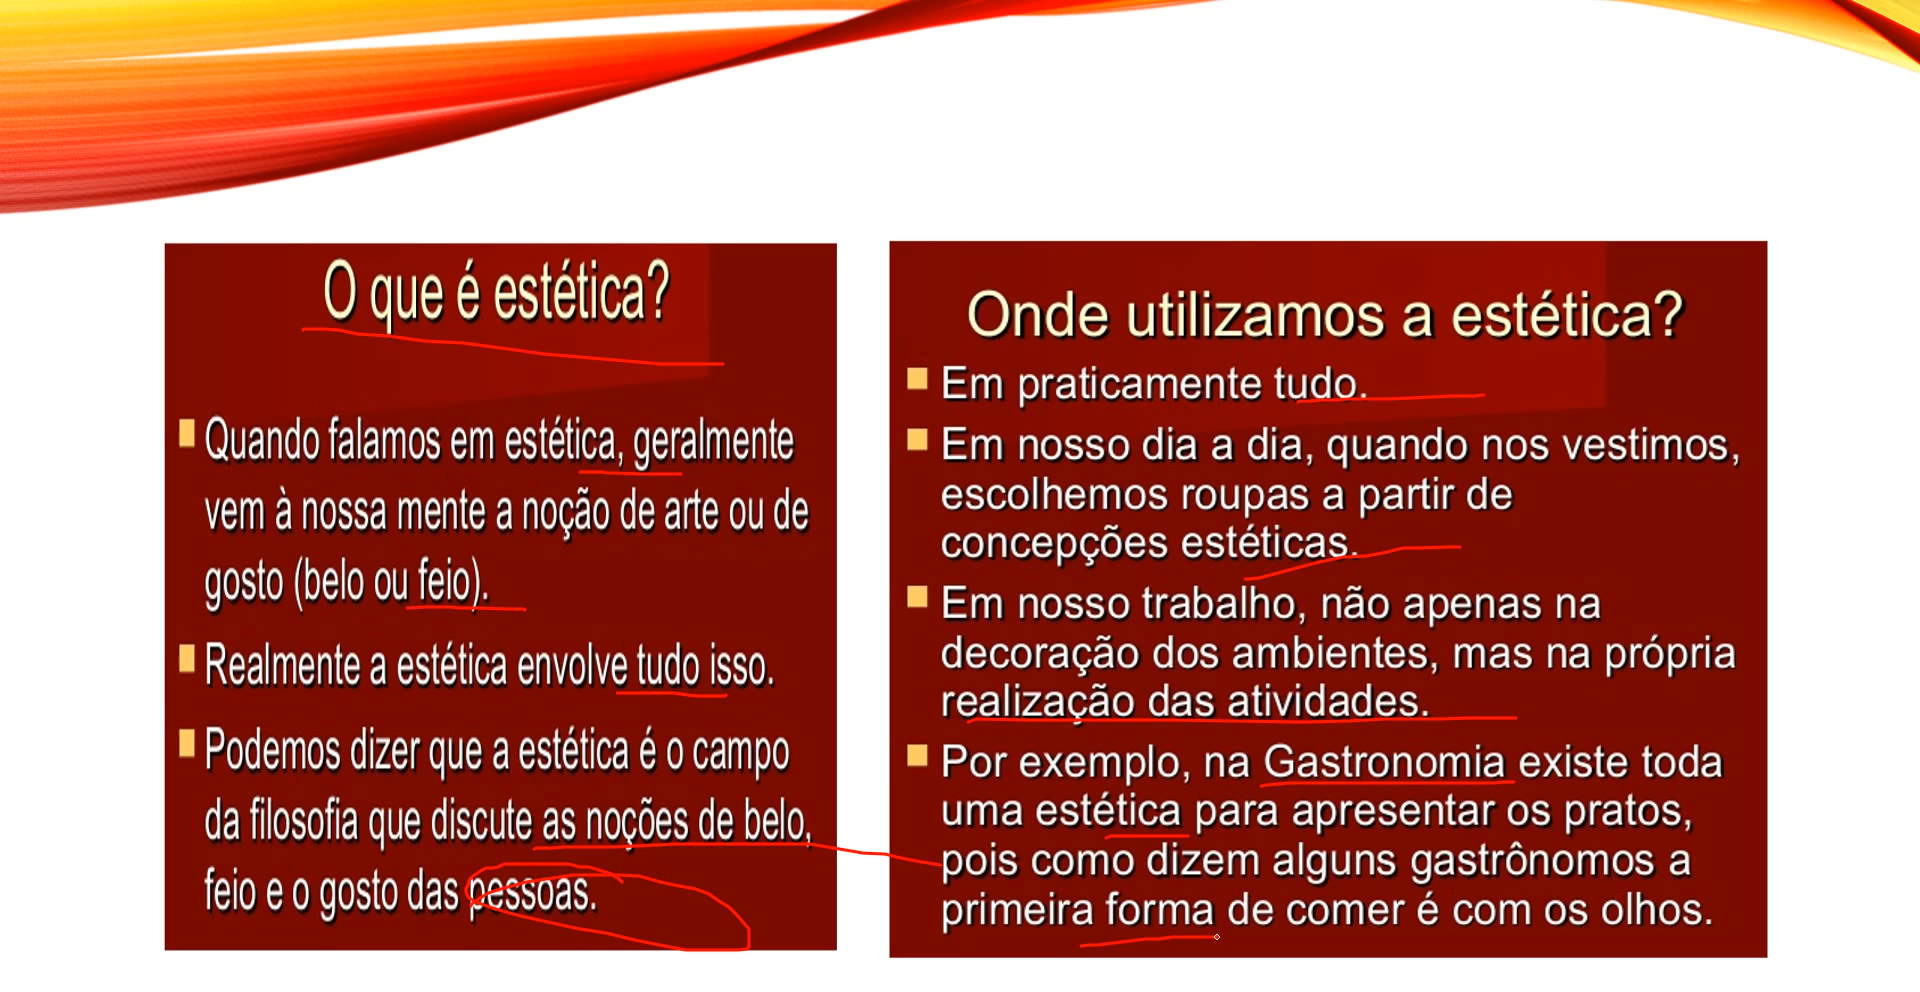 O que é estética?
Quando falamos em estética, geralmente
vem à nossa mente a noção de arte ou de
gosto (belo ou feio).
Realmente a estética envolve tudo isso.
Podemos dizer que a estética é o campo
da filosofia que discute as noções de belo,
feio e o gosto das pessoas.
Onde utilizamos a estética?
Em praticamente tudo.
Em nosso dia a dia, quando nos vestimos,
escolhemos roupas a partir de
concepções estéticas.
Em nosso trabalho, não apenas na
decoração dos ambientes, mas na própria
realização das atividades.
Por exemplo, na Gastronomia existe toda
uma estética para apresentar os pratos,
pois como dizem alguns gastrônomos a
primeira forma de comer é com os olhos.